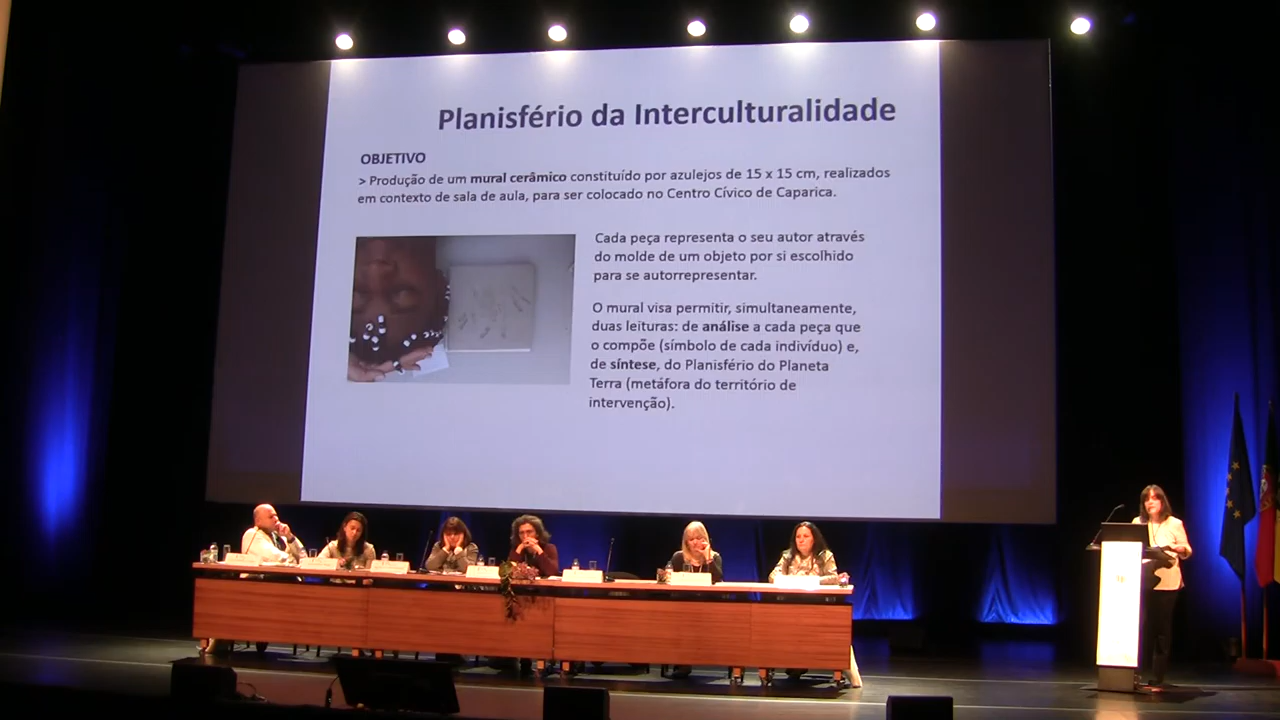 Planisfério da Interculturalidade
OBJETIVO
> Produção de um mural cerâmico constituído por azulejos de 15 x 15 cm, realizados
em contexto de sala de aula, para ser colocado no Centro Cívico de Caparica.
Cada peça representa o seu autor através
do molde de um objeto por si escolhido
para se autorrepresentar.
O mural visa permitir, simultaneamente,
duas leituras: de análise a cada peça que
o compõe (símbolo de cada indivíduo) e,
de síntese, do Planisfério do Planeta
Terra (metáfora do território de
intervenção).